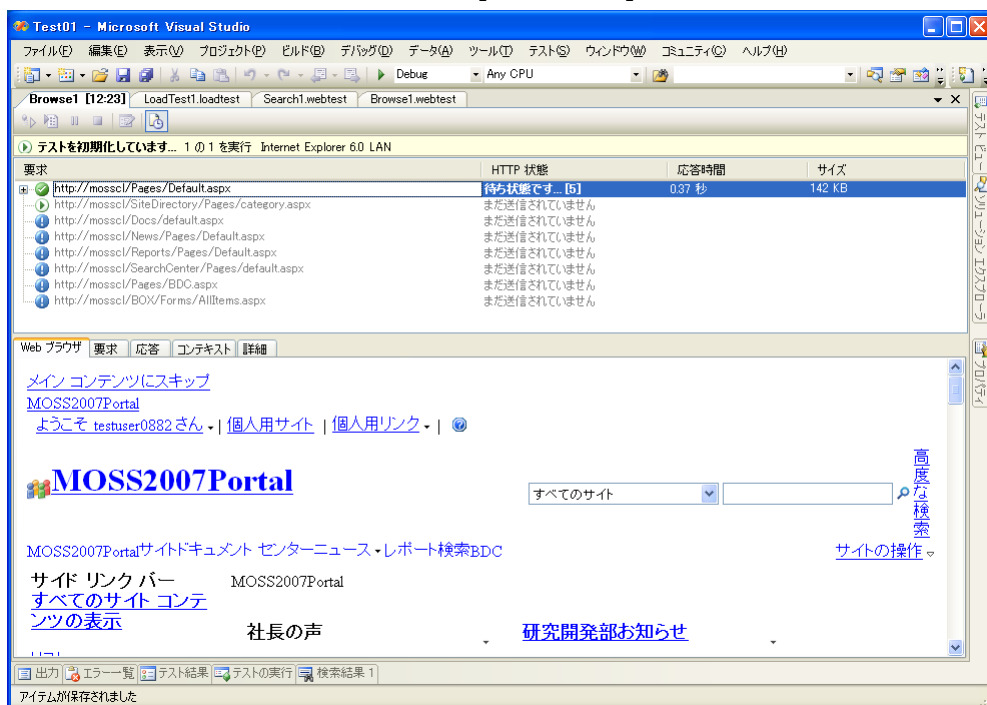 Test01 - Microsoft Visual Studio
ファイル(F) 編集(E) 表示(V) プロジェクト(P) ビルド(B) デバッグ(D) データ(A) ツール(T) テスト(S) ウィンドウ(W) コミュニティ(C) ヘルプ(H)
Debug Any CPU
Browse1 [12:23] LoadTest1.loadtest Search1.webtest Browse1.webtest
テストを初期化しています... 1 の 1 を実行 Internet Explorer 6.0 LAN
要求 HTTP 状態 応答時間 サイズ
http://mosscl/Pages/Default.aspx 待ち状態です... [5] 0.37 秒 142 KB
http://mosscl/SiteDirectory/Pages/category.aspx まだ送信されていません
http://mosscl/Docs/default.aspx まだ送信されていません
http://mosscl/News/Pages/Default.aspx まだ送信されていません
http://mosscl/Reports/Pages/Default.aspx まだ送信されていません
http://mosscl/SearchCenter/Pages/default.aspx まだ送信されていません
http://mosscl/Pages/BDC.aspx まだ送信されていません
http://mosscl/BOX/Forms/AllItems.aspx まだ送信されていません
Web ブラウザ 要求 応答 コンテキスト 詳細
メイン コンテンツにスキップ
MOSS2007Portal
ようこそ testuser0882 さん | 個人用サイト | 個人用リンク |
MOSS2007Portal
すべてのサイト
高度な検索
MOSS2007Portalサイトドキュメント センターニュース レポート検索BDC
サイトの操作
サイド リンク バー
すべてのサイト コンテンツの表示
MOSS2007Portal
社長の声 研究開発部お知らせ
出力 エラー一覧 テスト結果 テストの実行 検索結果 1
アイテムが保存されました
テスト ビュー
ソリューション エクスプローラ
プロパティ